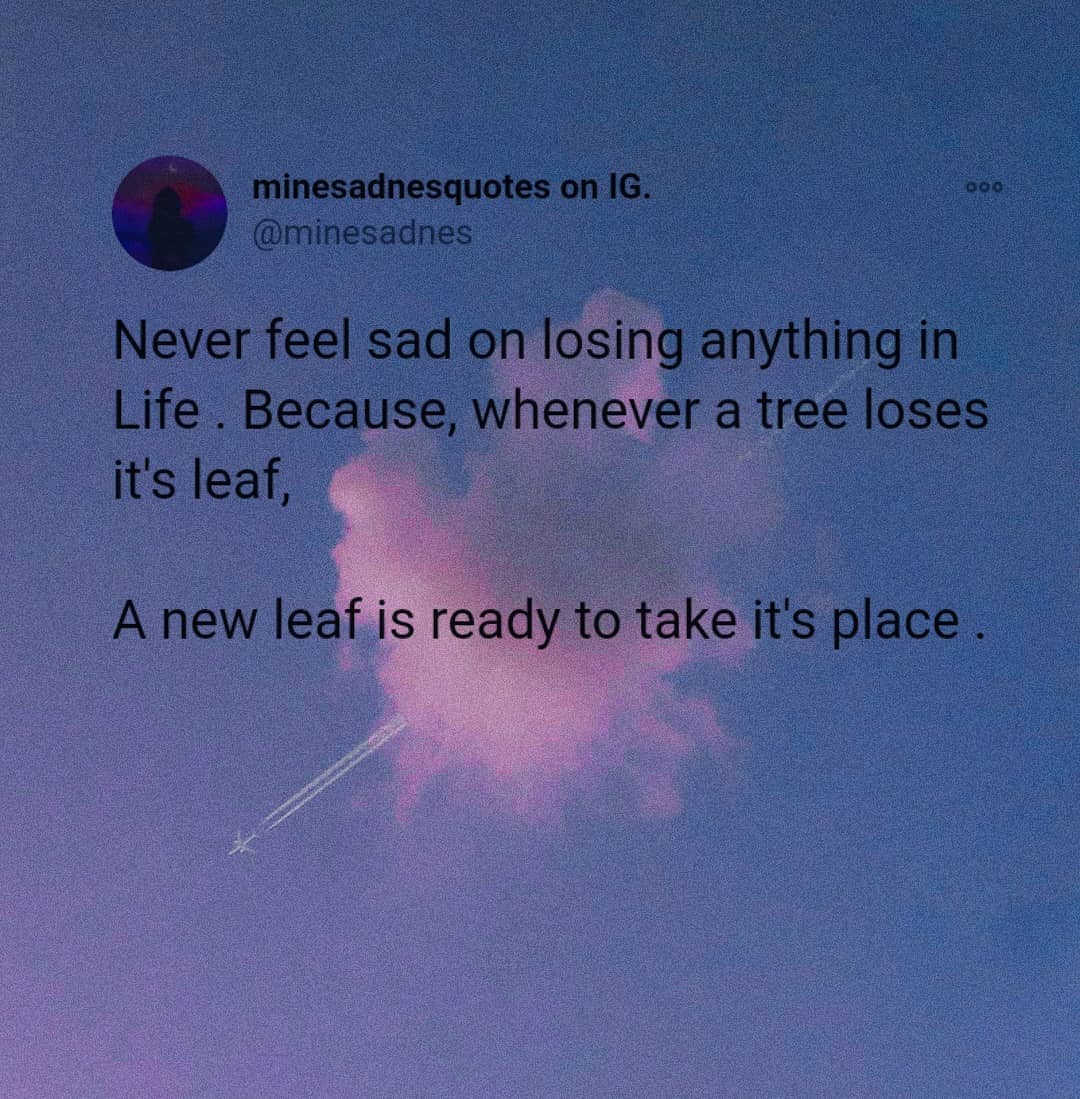 minesadnesquotes on IG.
@minesadnes
Never feel sad on losing anything in
Life . Because, whenever a tree loses
it's leaf,
A new leaf is ready to take it's place .